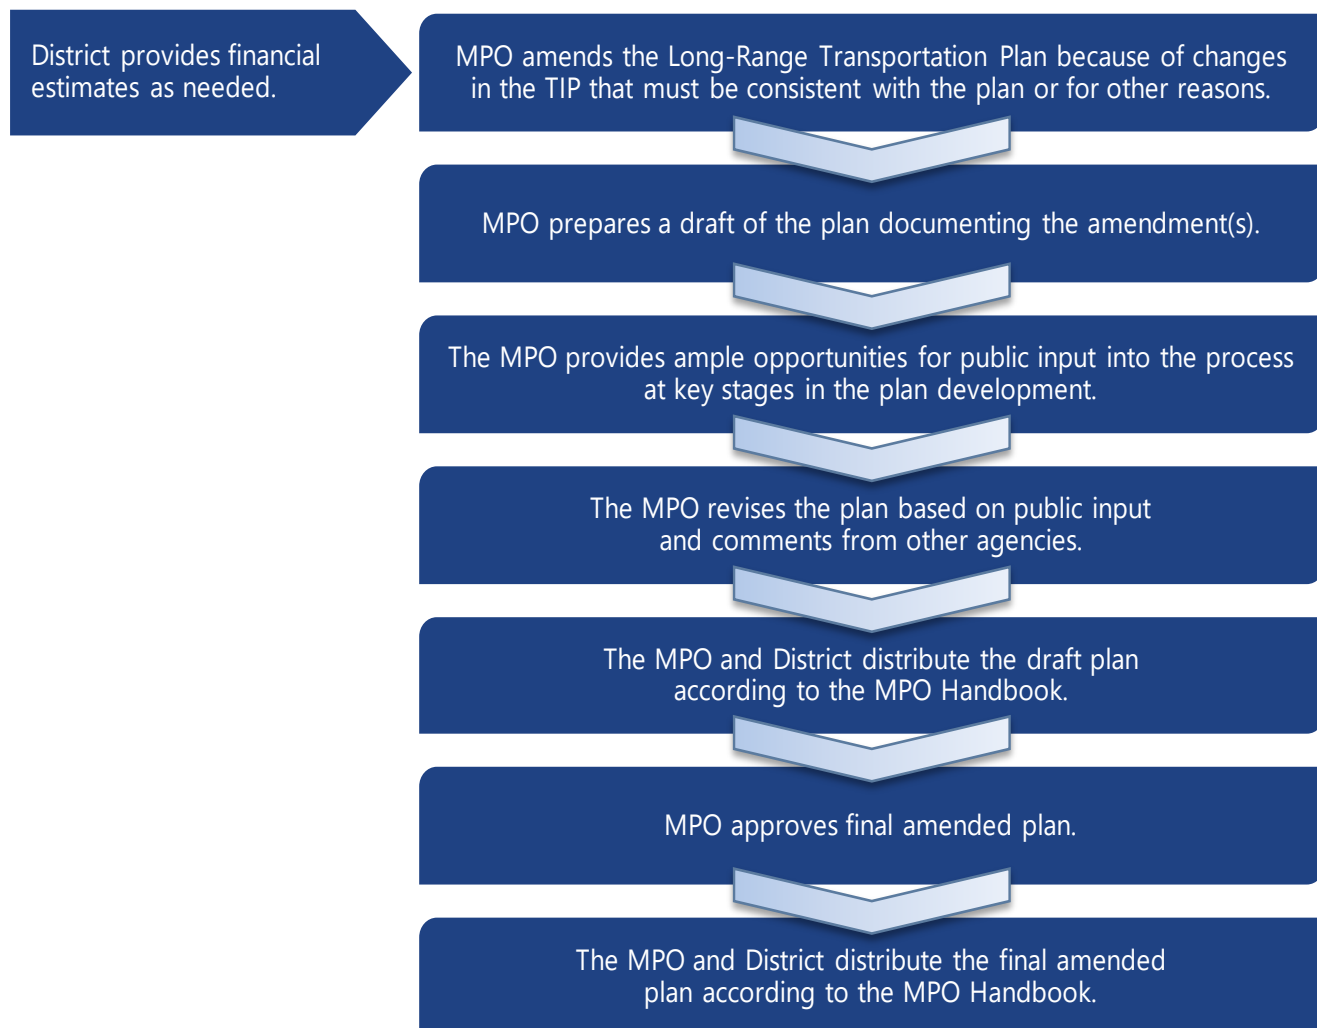 District provides financial
estimates as needed.
MPO amends the Long-Range Transportation Plan because of changes
in the TIP that must be consistent with the plan or for other reasons.
MPO prepares a draft of the plan documenting the amendment(s).
The MPO provides ample opportunities for public input into the process
at key stages in the plan development.
The MPO revises the plan based on public input
and comments from other agencies.
The MPO and District distribute the draft plan
according to the MPO Handbook.
MPO approves final amended plan.
The MPO and District distribute the final amended
plan according to the MPO Handbook.